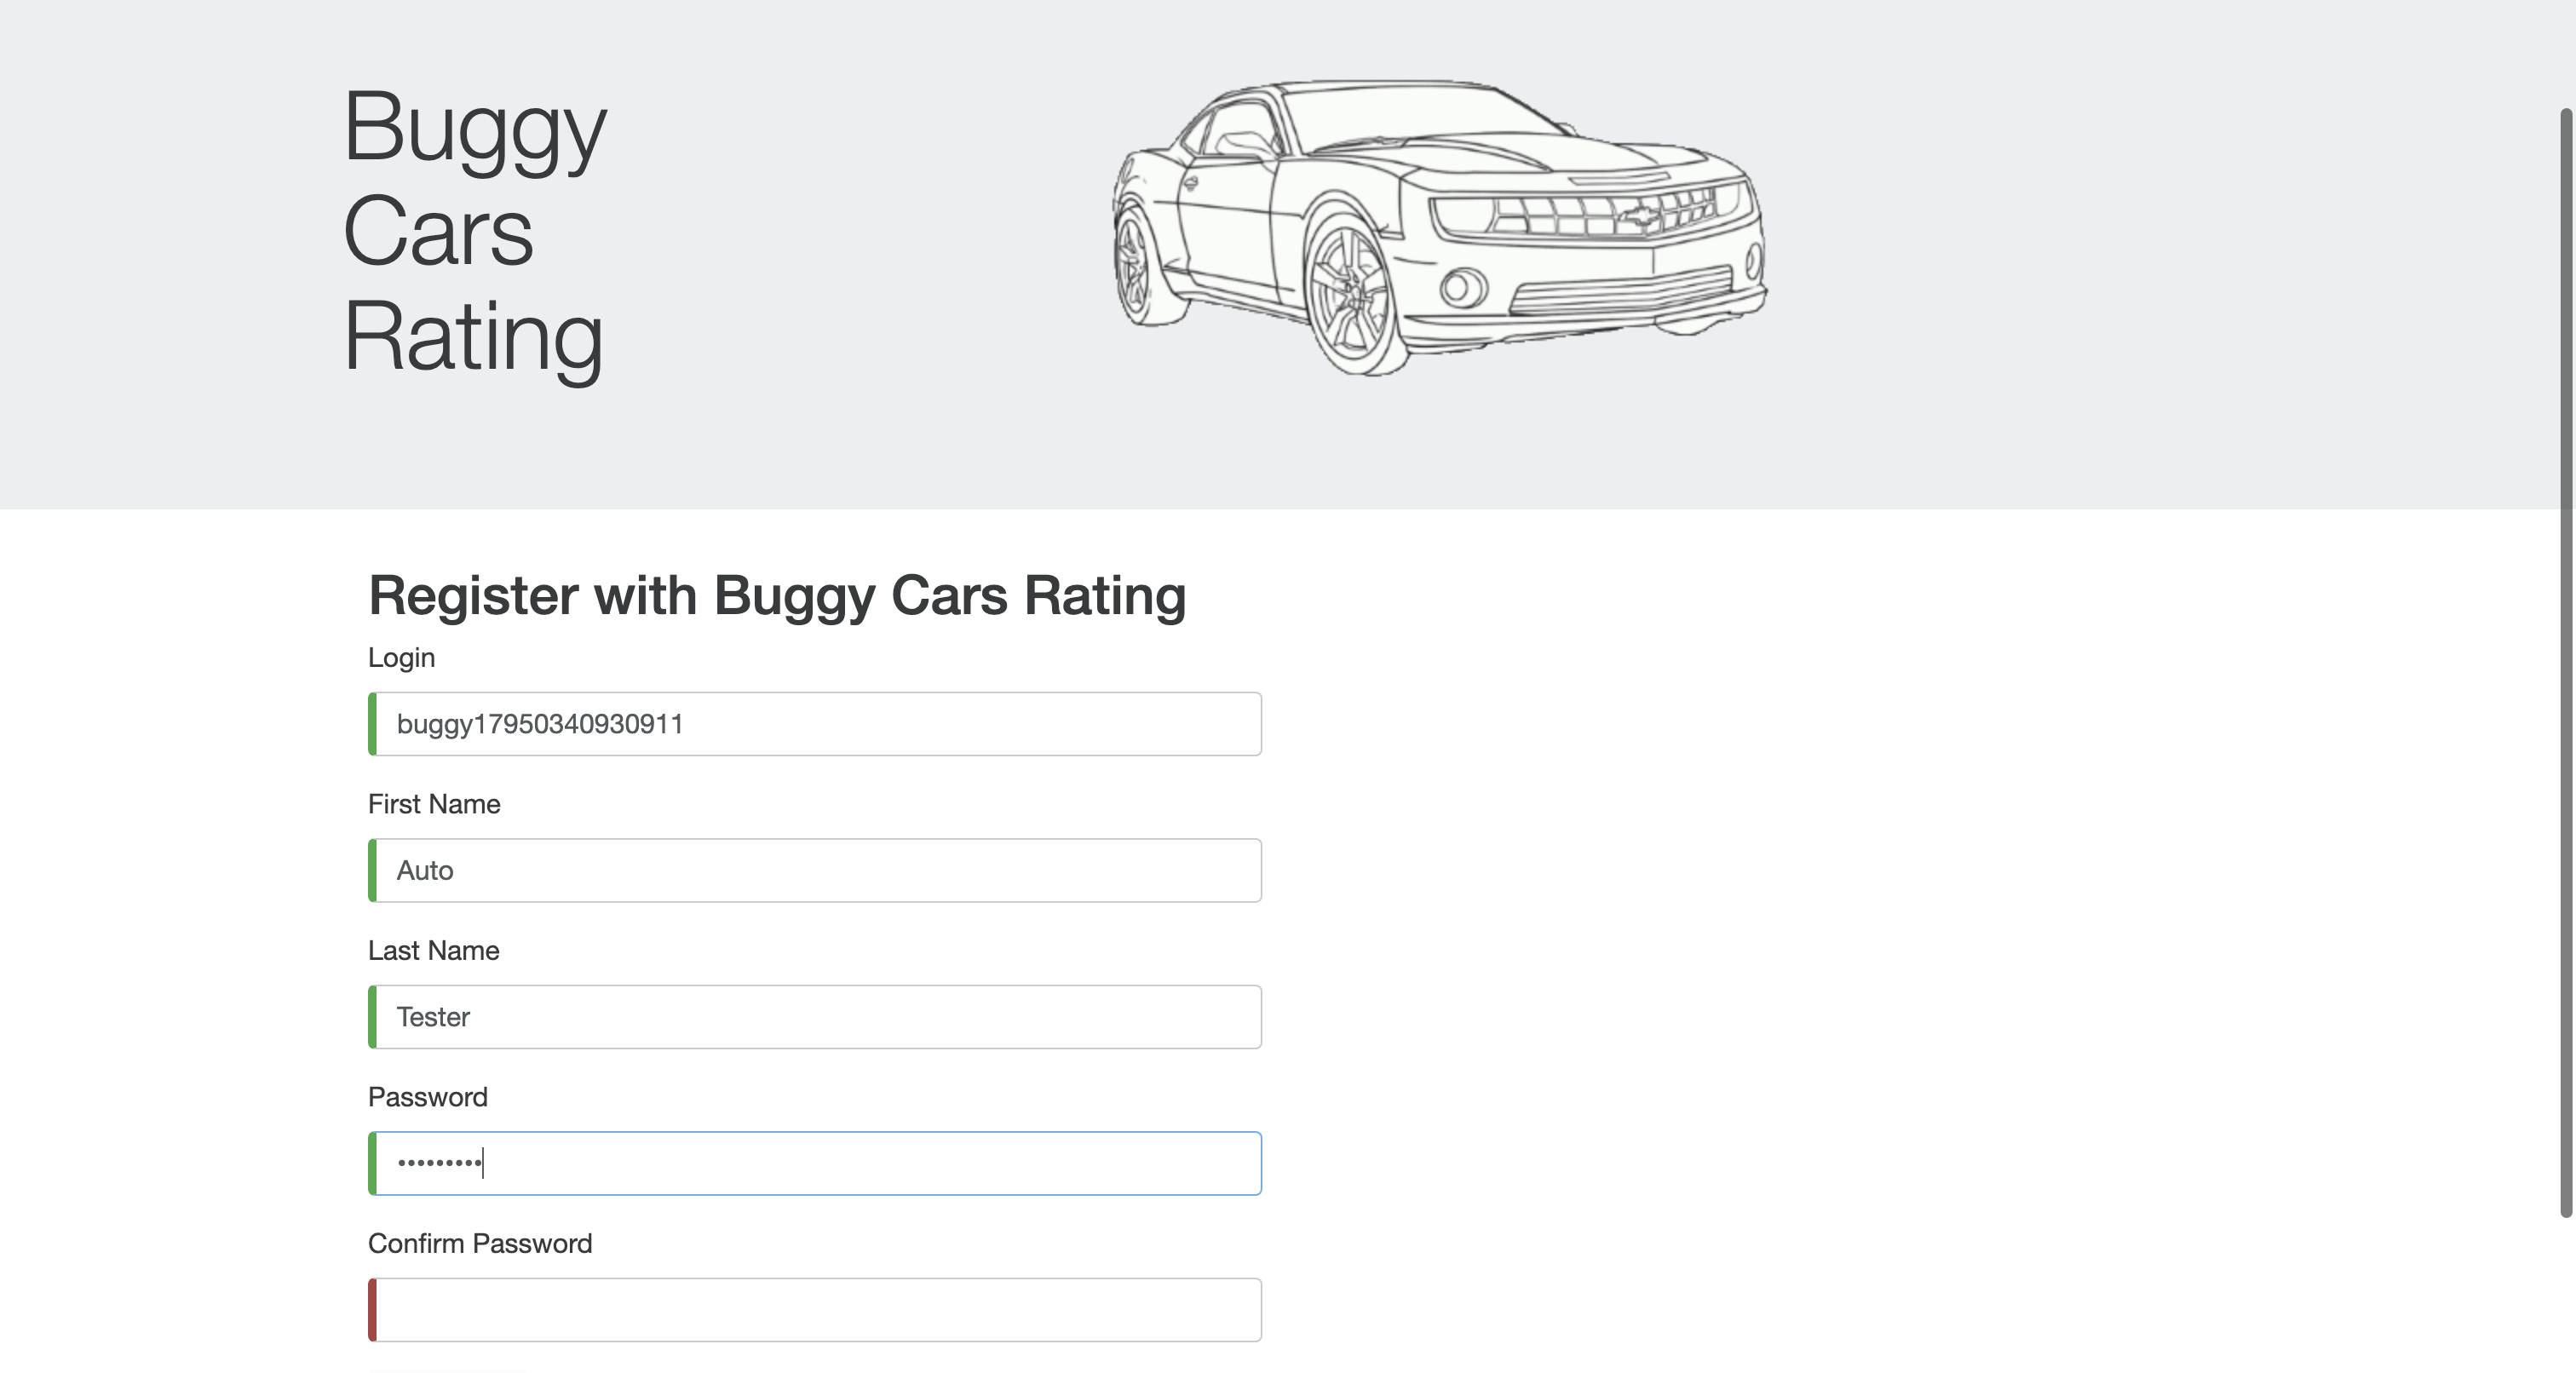 Buggy
Cars
Rating
Register with Buggy Cars Rating
Login
buggy17950340930911
First Name
Auto
Last Name
Tester
Password
•••••••••
Confirm Password